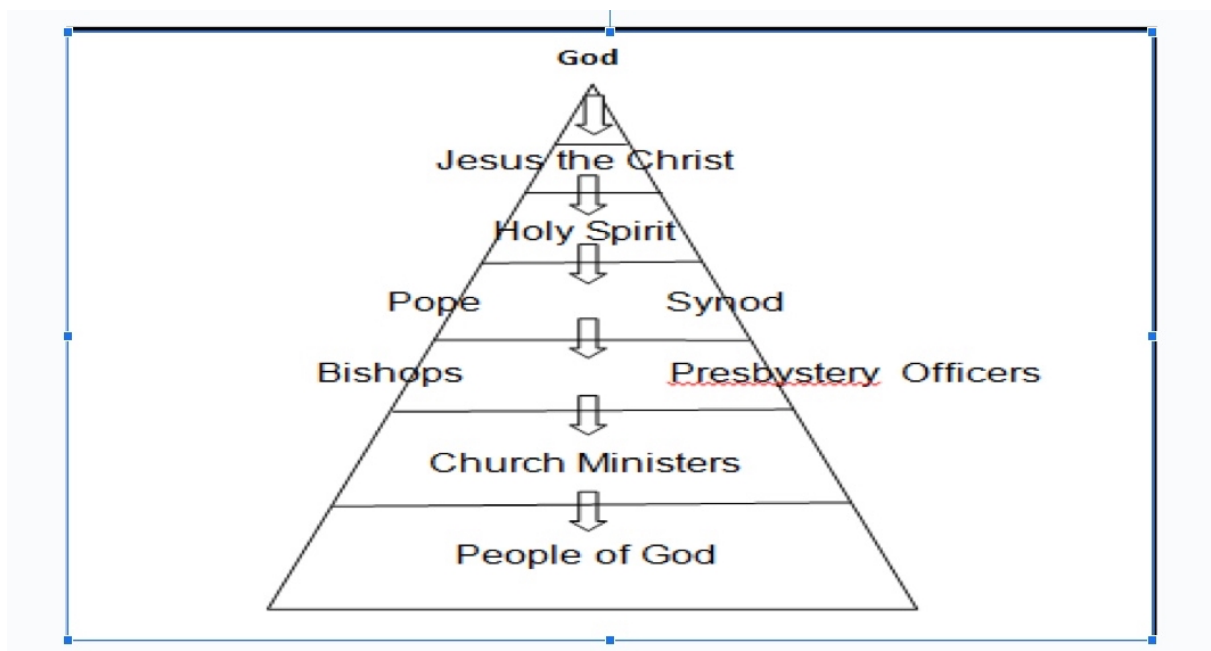 God
Jesus the Christ
Holy Spirit
Pope Synod
Bishops Presbystery Officers
Church Ministers
People of God